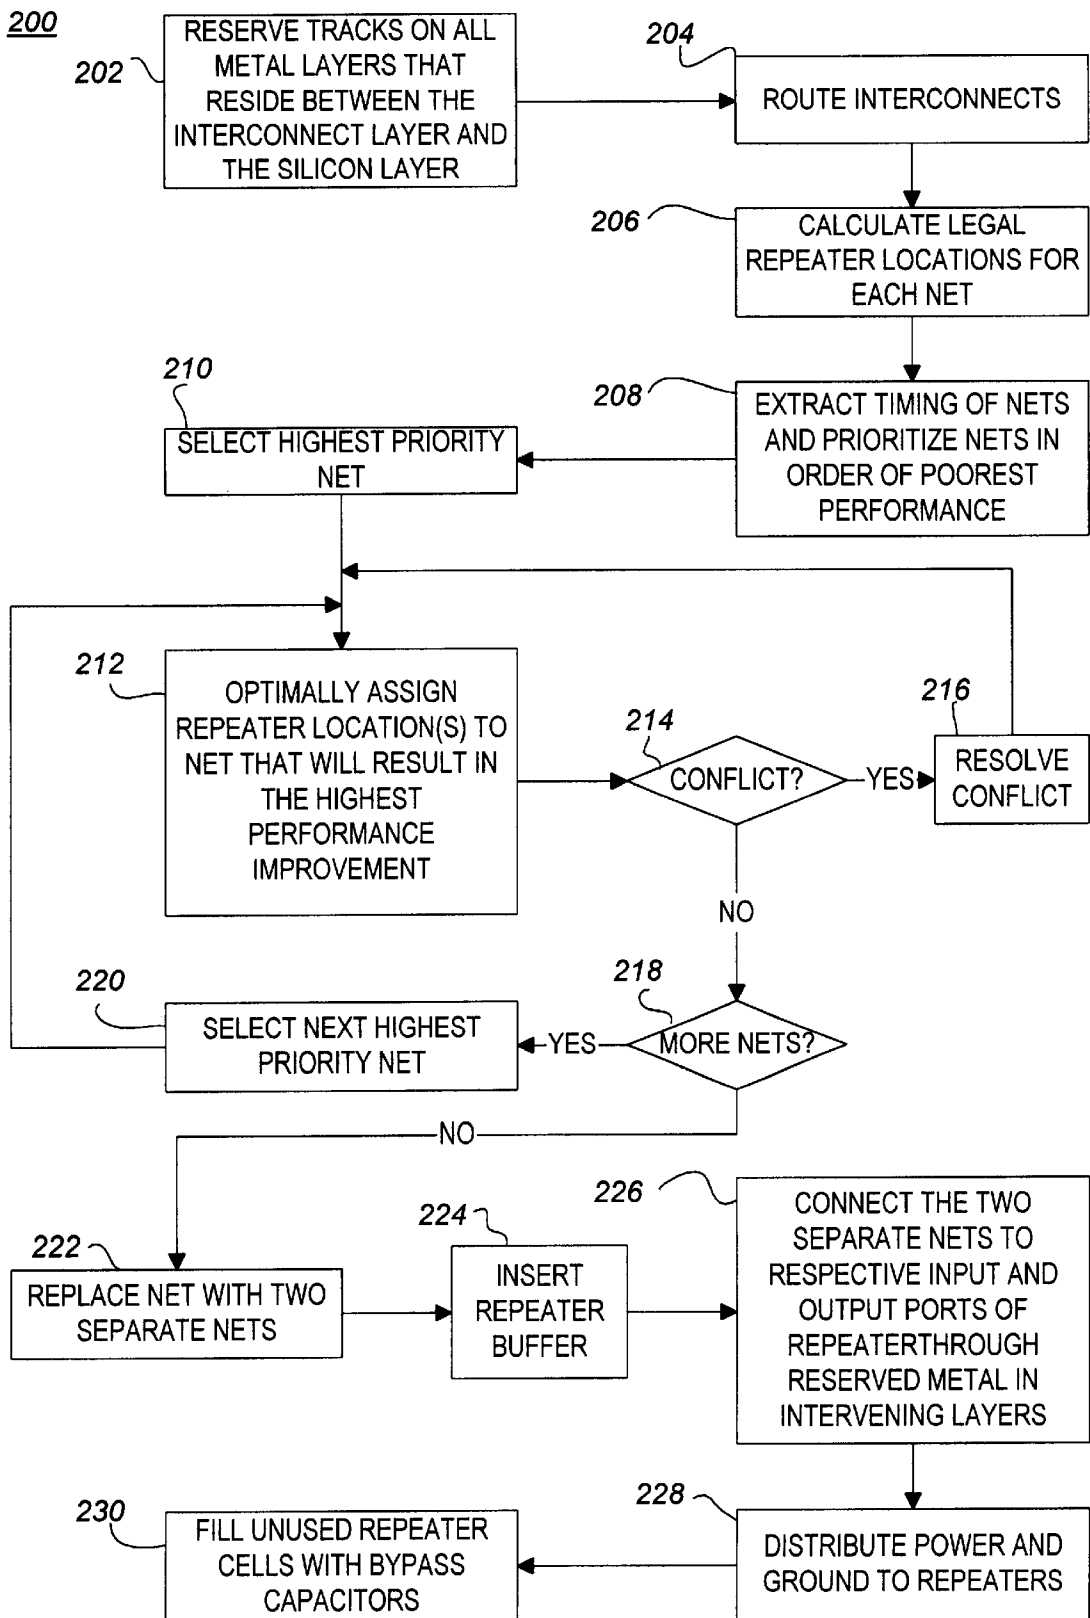 200
202
RESERVE TRACKS ON ALL
METAL LAYERS THAT
RESIDE BETWEEN THE
INTERCONNECT LAYER AND
THE SILICON LAYER
204
ROUTE INTERCONNECTS
206
CALCULATE LEGAL
REPEATER LOCATIONS FOR
EACH NET
208
EXTRACT TIMING OF NETS
AND PRIORITIZE NETS IN
ORDER OF POOREST
PERFORMANCE
210
SELECT HIGHEST PRIORITY
NET
212
OPTIMALLY ASSIGN
REPEATER LOCATION(S) TO
NET THAT WILL RESULT IN
THE HIGHEST
PERFORMANCE
IMPROVEMENT
214
CONFLICT?
YES
216
RESOLVE
CONFLICT
NO
218
MORE NETS?
YES
220
SELECT NEXT HIGHEST
PRIORITY NET
NO
222
REPLACE NET WITH TWO
SEPARATE NETS
224
INSERT
REPEATER
BUFFER
226
CONNECT THE TWO
SEPARATE NETS TO
RESPECTIVE INPUT AND
OUTPUT PORTS OF
REPEATERTHROUGH
RESERVED METAL IN
INTERVENING LAYERS
228
DISTRIBUTE POWER AND
GROUND TO REPEATERS
230
FILL UNUSED REPEATER
CELLS WITH BYPASS
CAPACITORS